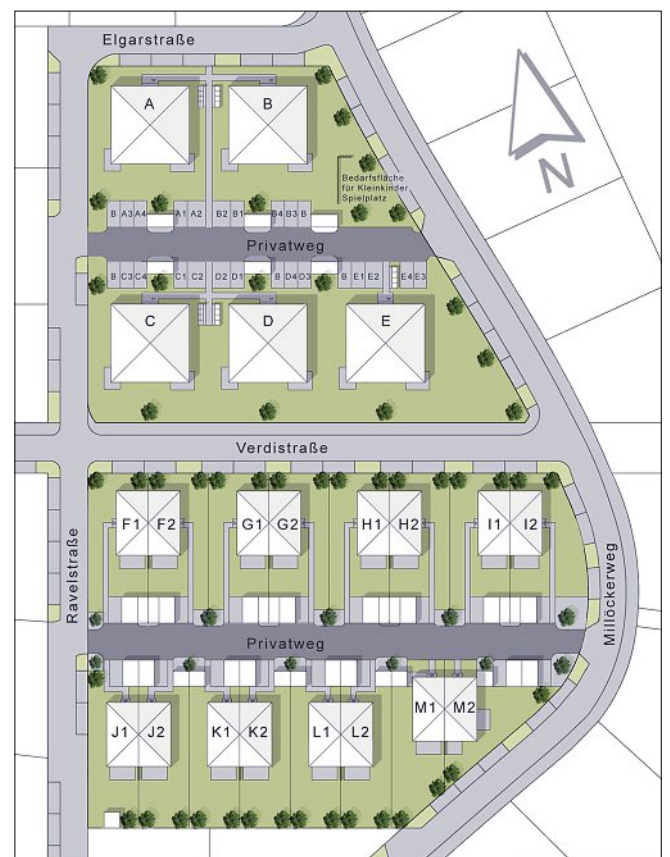 Elgarstraße
A
B
N
Bedarfsfläche
für Kleinkinder
Spielplatz
B A3 A4 A1 A2 B2 B1 B4 B3 B
Privatweg
B C3 C4 C1 C2 D2 D1 B D4 D3 B E1 E2 E4 E3
C
D
E
Verdistraße
F1 F2 G1 G2 H1 H2 I1 I2
Ravelstraße
Millöckerweg
Privatweg
J1 J2 K1 K2 L1 L2 M1 M2